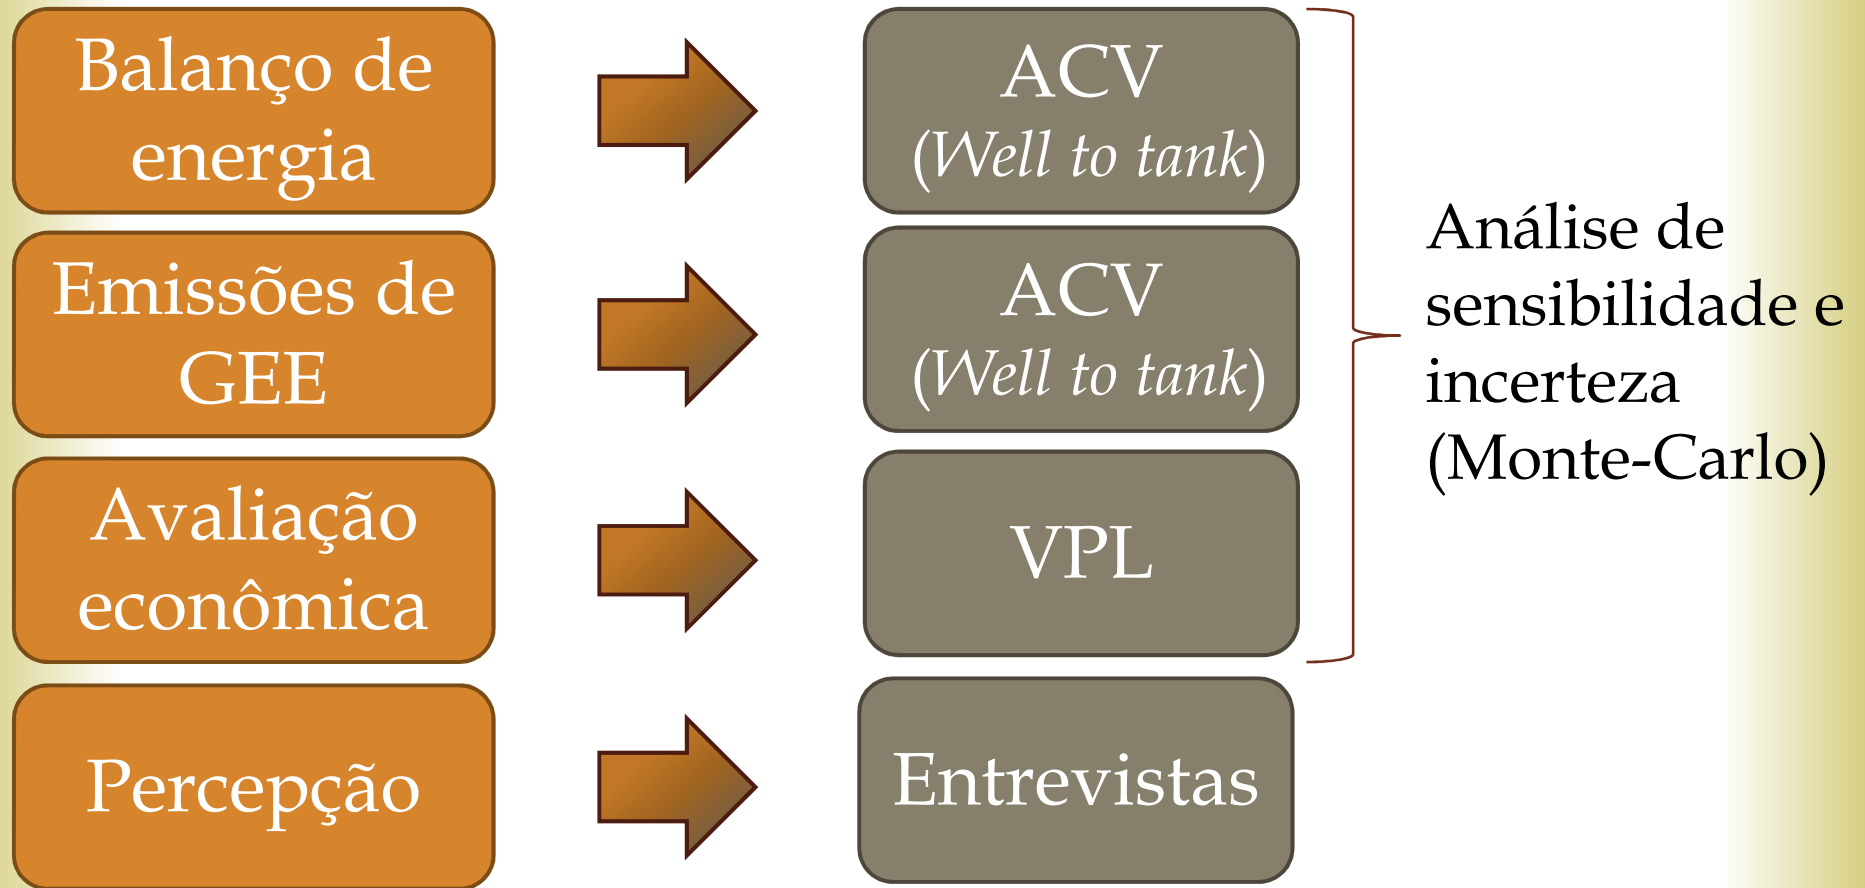 Balanço de
energia
ACV
(Well to tank)
Emissões de
GEE
ACV
(Well to tank)
Avaliação
econômica
VPL
Percepção
Entrevistas
Análise de
sensibilidade e
incerteza
(Monte-Carlo)